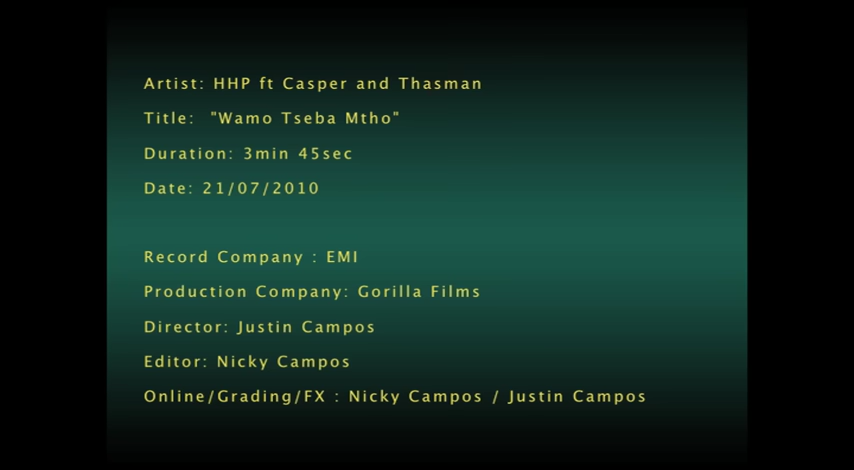 Artist: HHP ft Casper and Thasman
Title: "Wamo Tseba Mtho"
Duration: 3min 45sec
Date: 21/07/2010
Record Company : EMI
Production Company: Gorilla Films
Director: Justin Campos
Editor: Nicky Campos
Online/Grading/FX : Nicky Campos / Justin Campos